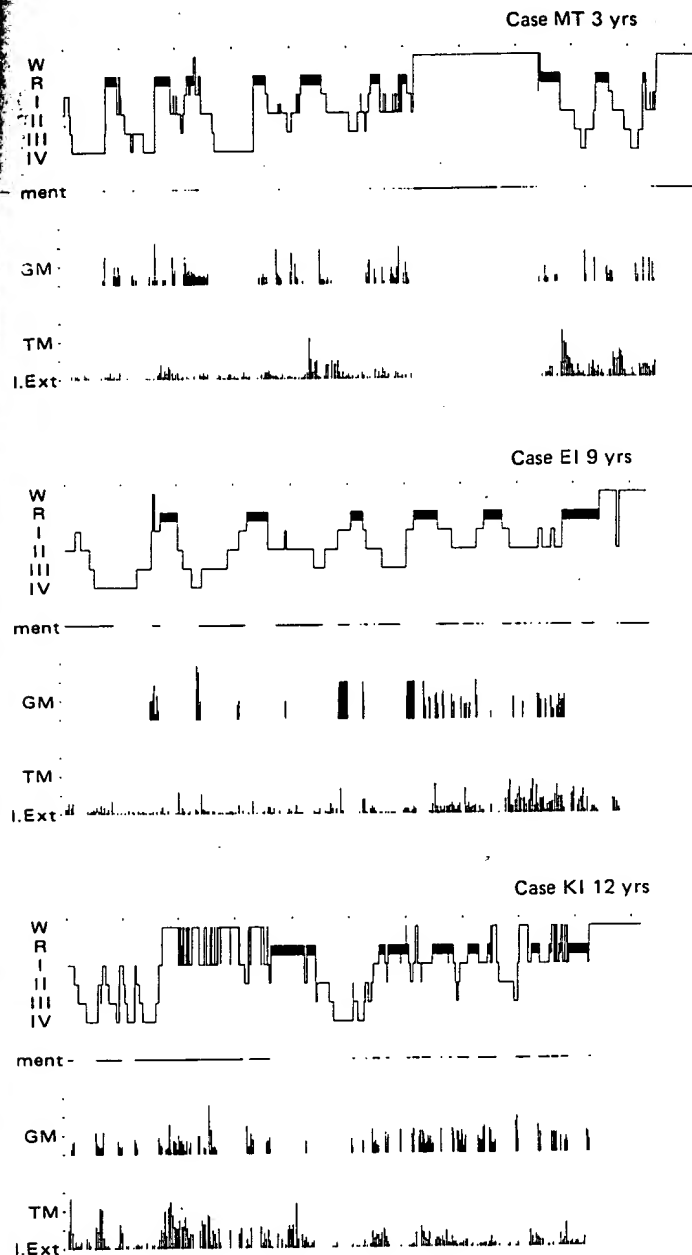 Case MT 3 yrs
W
R
I
II
III
IV
ment
GM
TM
I.Ext
Case EI 9 yrs
W
R
I
II
III
IV
ment
GM
TM
I.Ext
Case KI 12 yrs
W
R
I
II
III
IV
ment
GM
TM
I.Ext